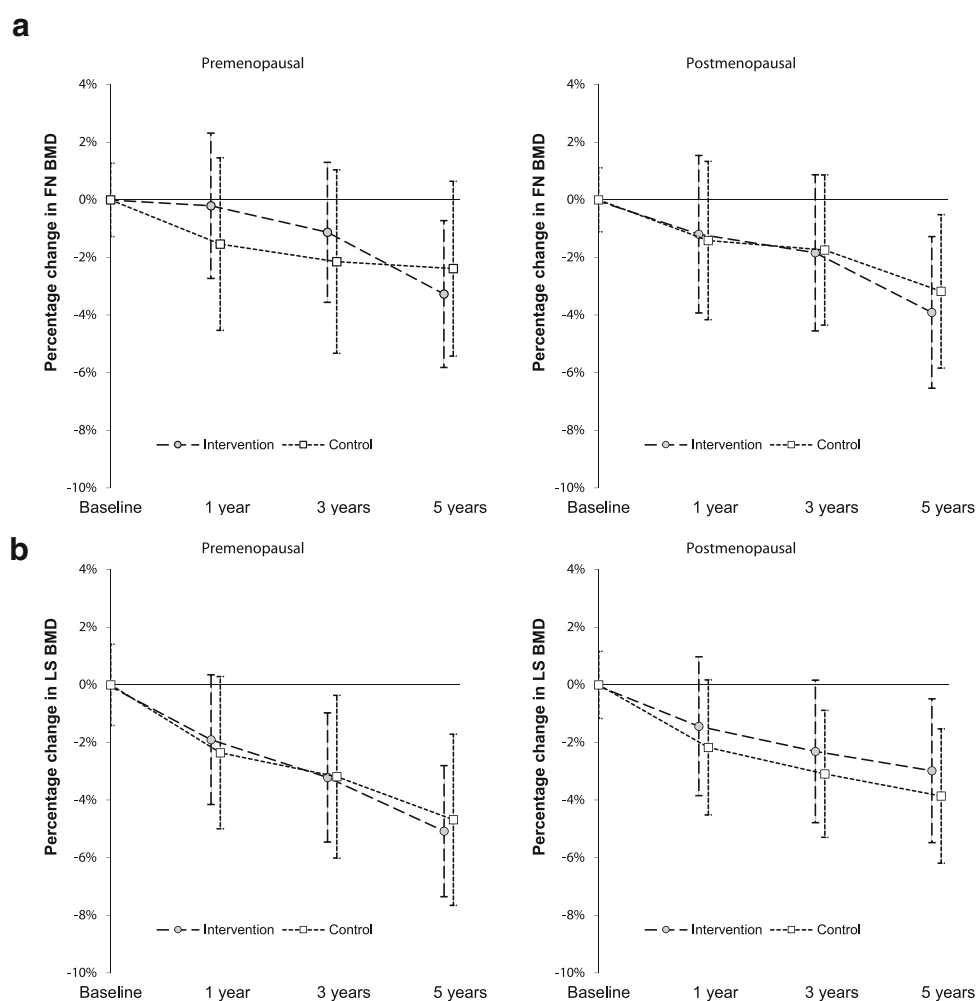 a
Premenopausal
Percentage change in FN BMD
4%
2%
0%
-2%
-4%
-6%
-8%
-10%
Intervention Control
Baseline 1 year 3 years 5 years
Postmenopausal
Percentage change in FN BMD
4%
2%
0%
-2%
-4%
-6%
-8%
-10%
Intervention Control
Baseline 1 year 3 years 5 years
b
Premenopausal
Percentage change in LS BMD
4%
2%
0%
-2%
-4%
-6%
-8%
-10%
Intervention Control
Baseline 1 year 3 years 5 years
Postmenopausal
Percentage change in LS BMD
4%
2%
0%
-2%
-4%
-6%
-8%
-10%
Intervention Control
Baseline 1 year 3 years 5 years